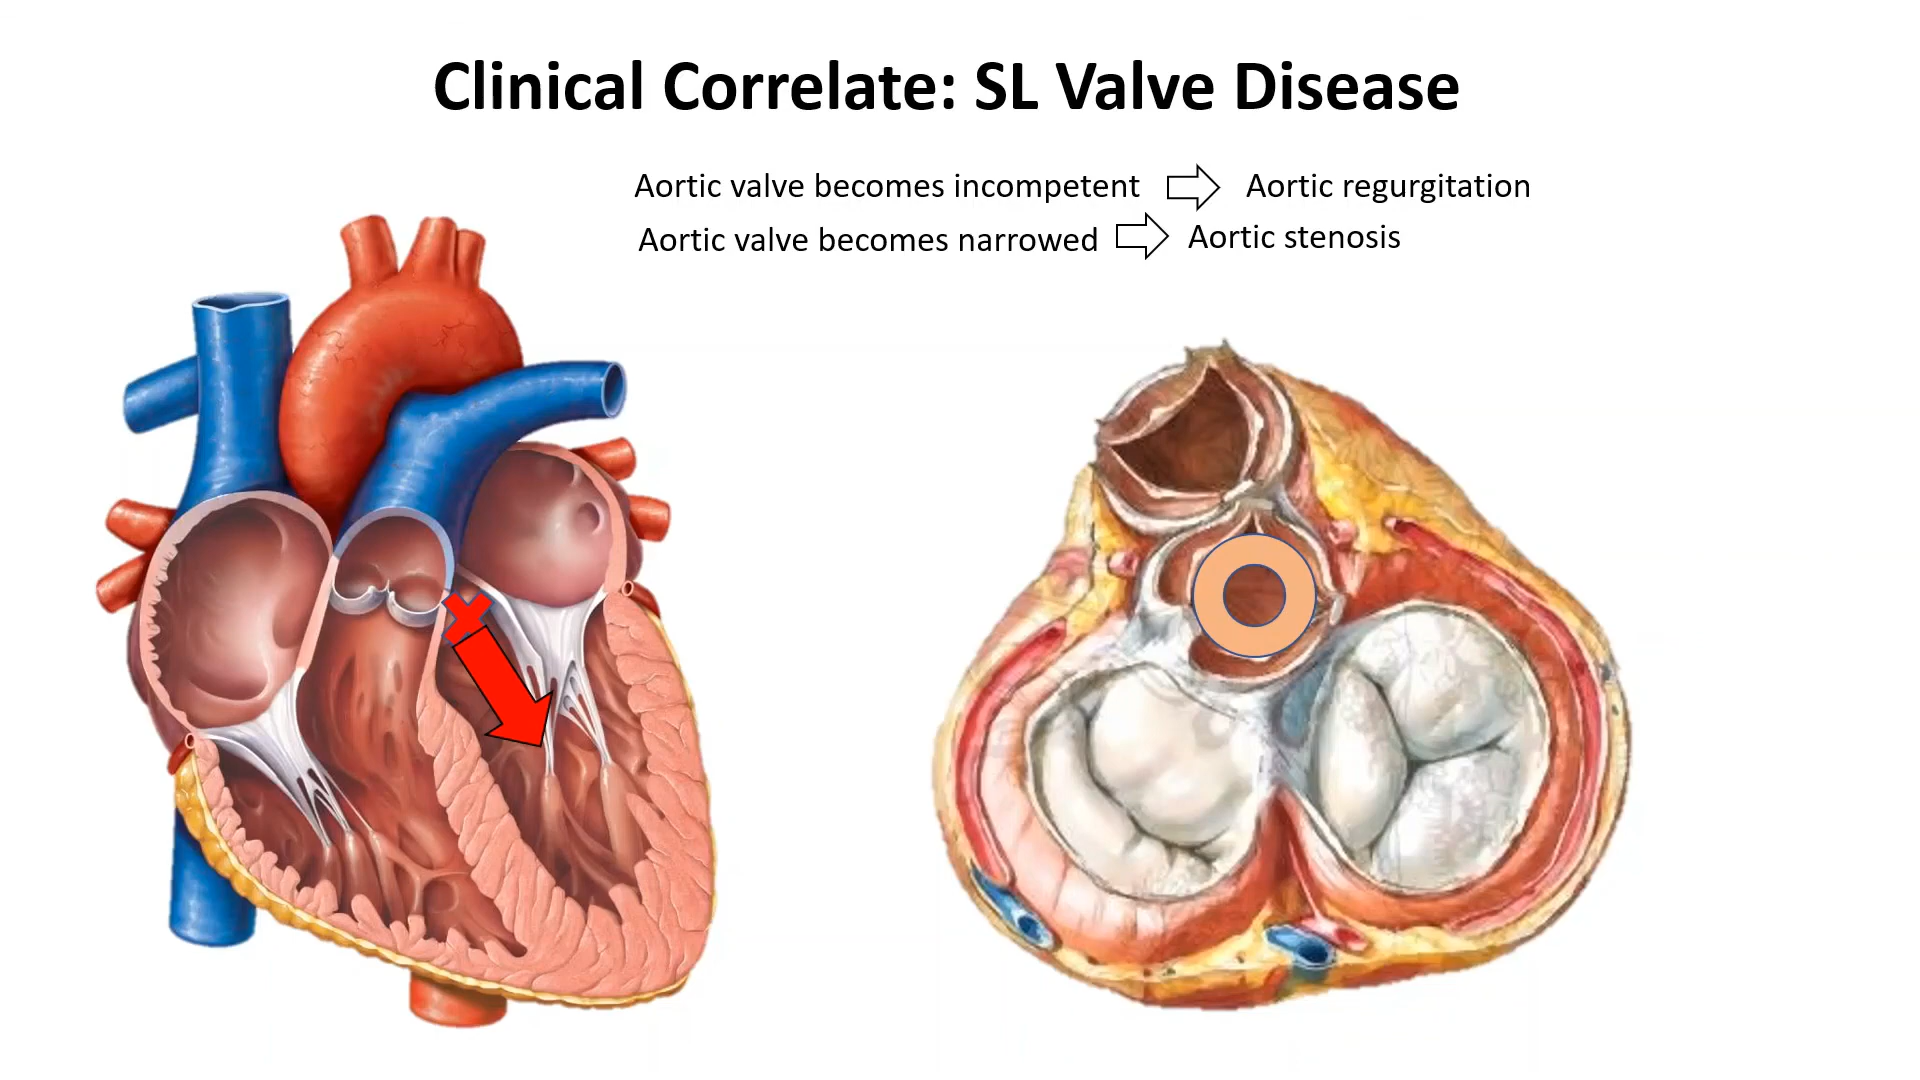 Clinical Correlate: SL Valve Disease
Aortic valve becomes incompetent Aortic regurgitation
Aortic valve becomes narrowed Aortic stenosis